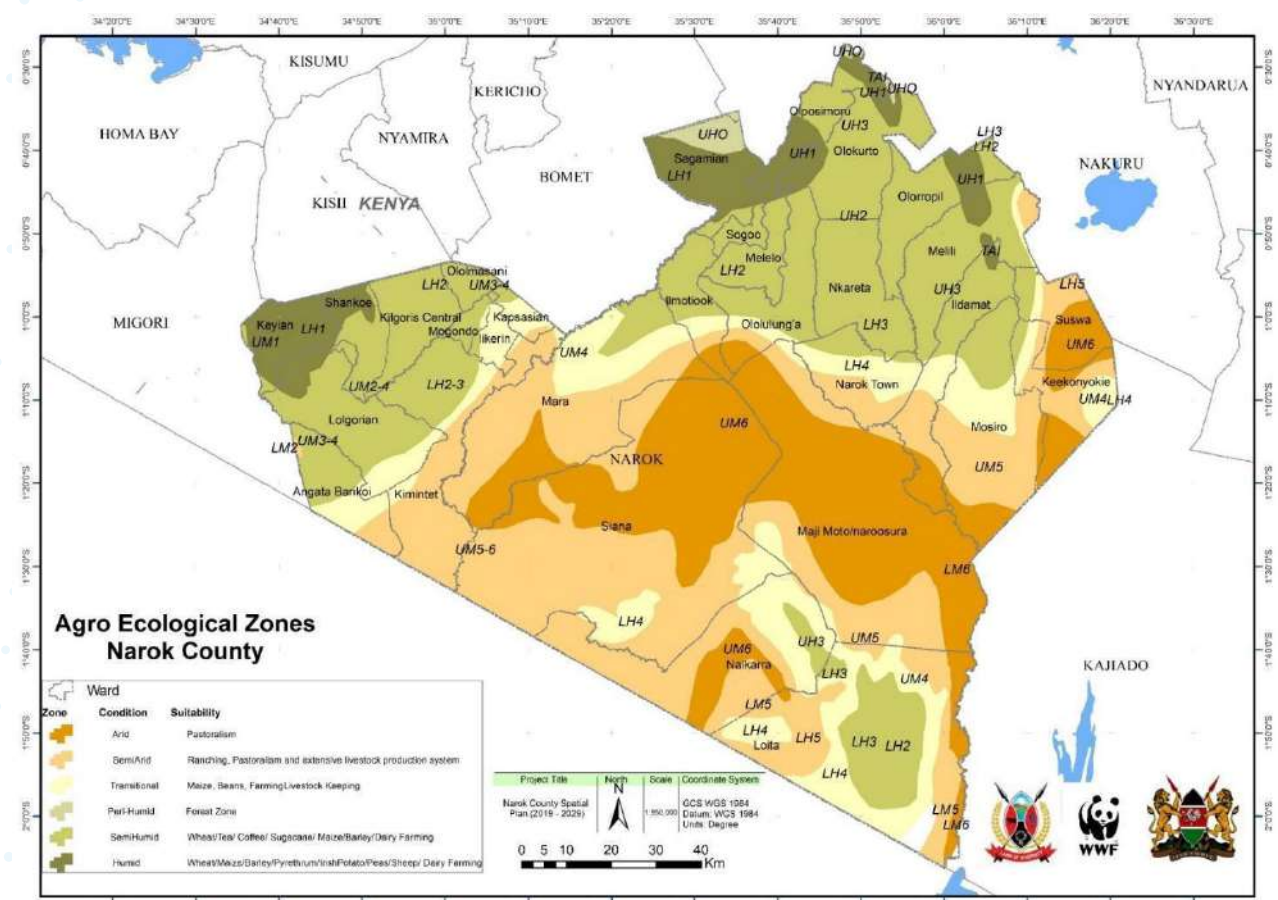 34°20'0"E 34°30'0"E 34°40'0"E 34°50'0"E 35°0'0"E 35°10'0"E 35°20'0"E 35°30'0"E 35°40'0"E 35°50'0"E 36°0'0"E 36°10'0"E 36°20'0"E 36°30'0"E
KISUMU
KERICHO
HOMA BAY
NYAMIRA
BOMET
KISII
KENYA
MIGORI
NYANDARUA
NAKURU
KAJIADO
NAROK
UHO
TAI
UH1
UHO
Olposimoru
UH3
Olokurto
UHO
Sagamian
LH1
UH1
LH3
LH2
UH1
Olorropil
UH2
Sogoo
Melelo
LH2
Melili
TAI
Nkareta
UH3
Ildamat
Ilmotiook
Ololulung'a
LH3
LH5
Suswa
UM6
Ololmasani
LH2
UM3-4
Shankoe
Keyian
LH1
UM1
Kilgoris Central
Mogondo
Kapsasian
Ilkerin
UM4
LH4
Narok Town
Keekonyokie
UM4
LH4
UM2-4
LH2-3
Mara
Lolgorian
UM6
Mosiro
LM2
UM3-4
UM5
Angata Barikoi
Kimintet
Siana
Maji Moto/naroosura
UM5-6
LM6
LH4
UH3
UM5
UM6
Naikarra
LH3
UM4
LM5
LH4
Loita
LH5
LH3
LH2
LH4
LM5
LM6
Agro Ecological Zones
Narok County
Ward
Zone Condition Suitability
Arid Pastoralism
SemiArid Ranching, Pastoralism and extensive livestock production system
Transitional Maize, Beans, FarmingLivestock Keeping
Peri-Humid Forest Zone
SemiHumid Wheat/Tea/ Coffee/ Sugacane/ Maize/Barley/Dairy Farming
Humid Wheat/Maize/Barley/Pyrethrum/IrishPotato/Peas/Sheep/ Dairy Farming
Project Title North Scale Coordinate System
Narok County Spatial
Plan (2019 - 2029)
N
GCS WGS 1984
Datum: WGS 1984
Units: Degree
0 5 10 20 30 40
Km
WWF